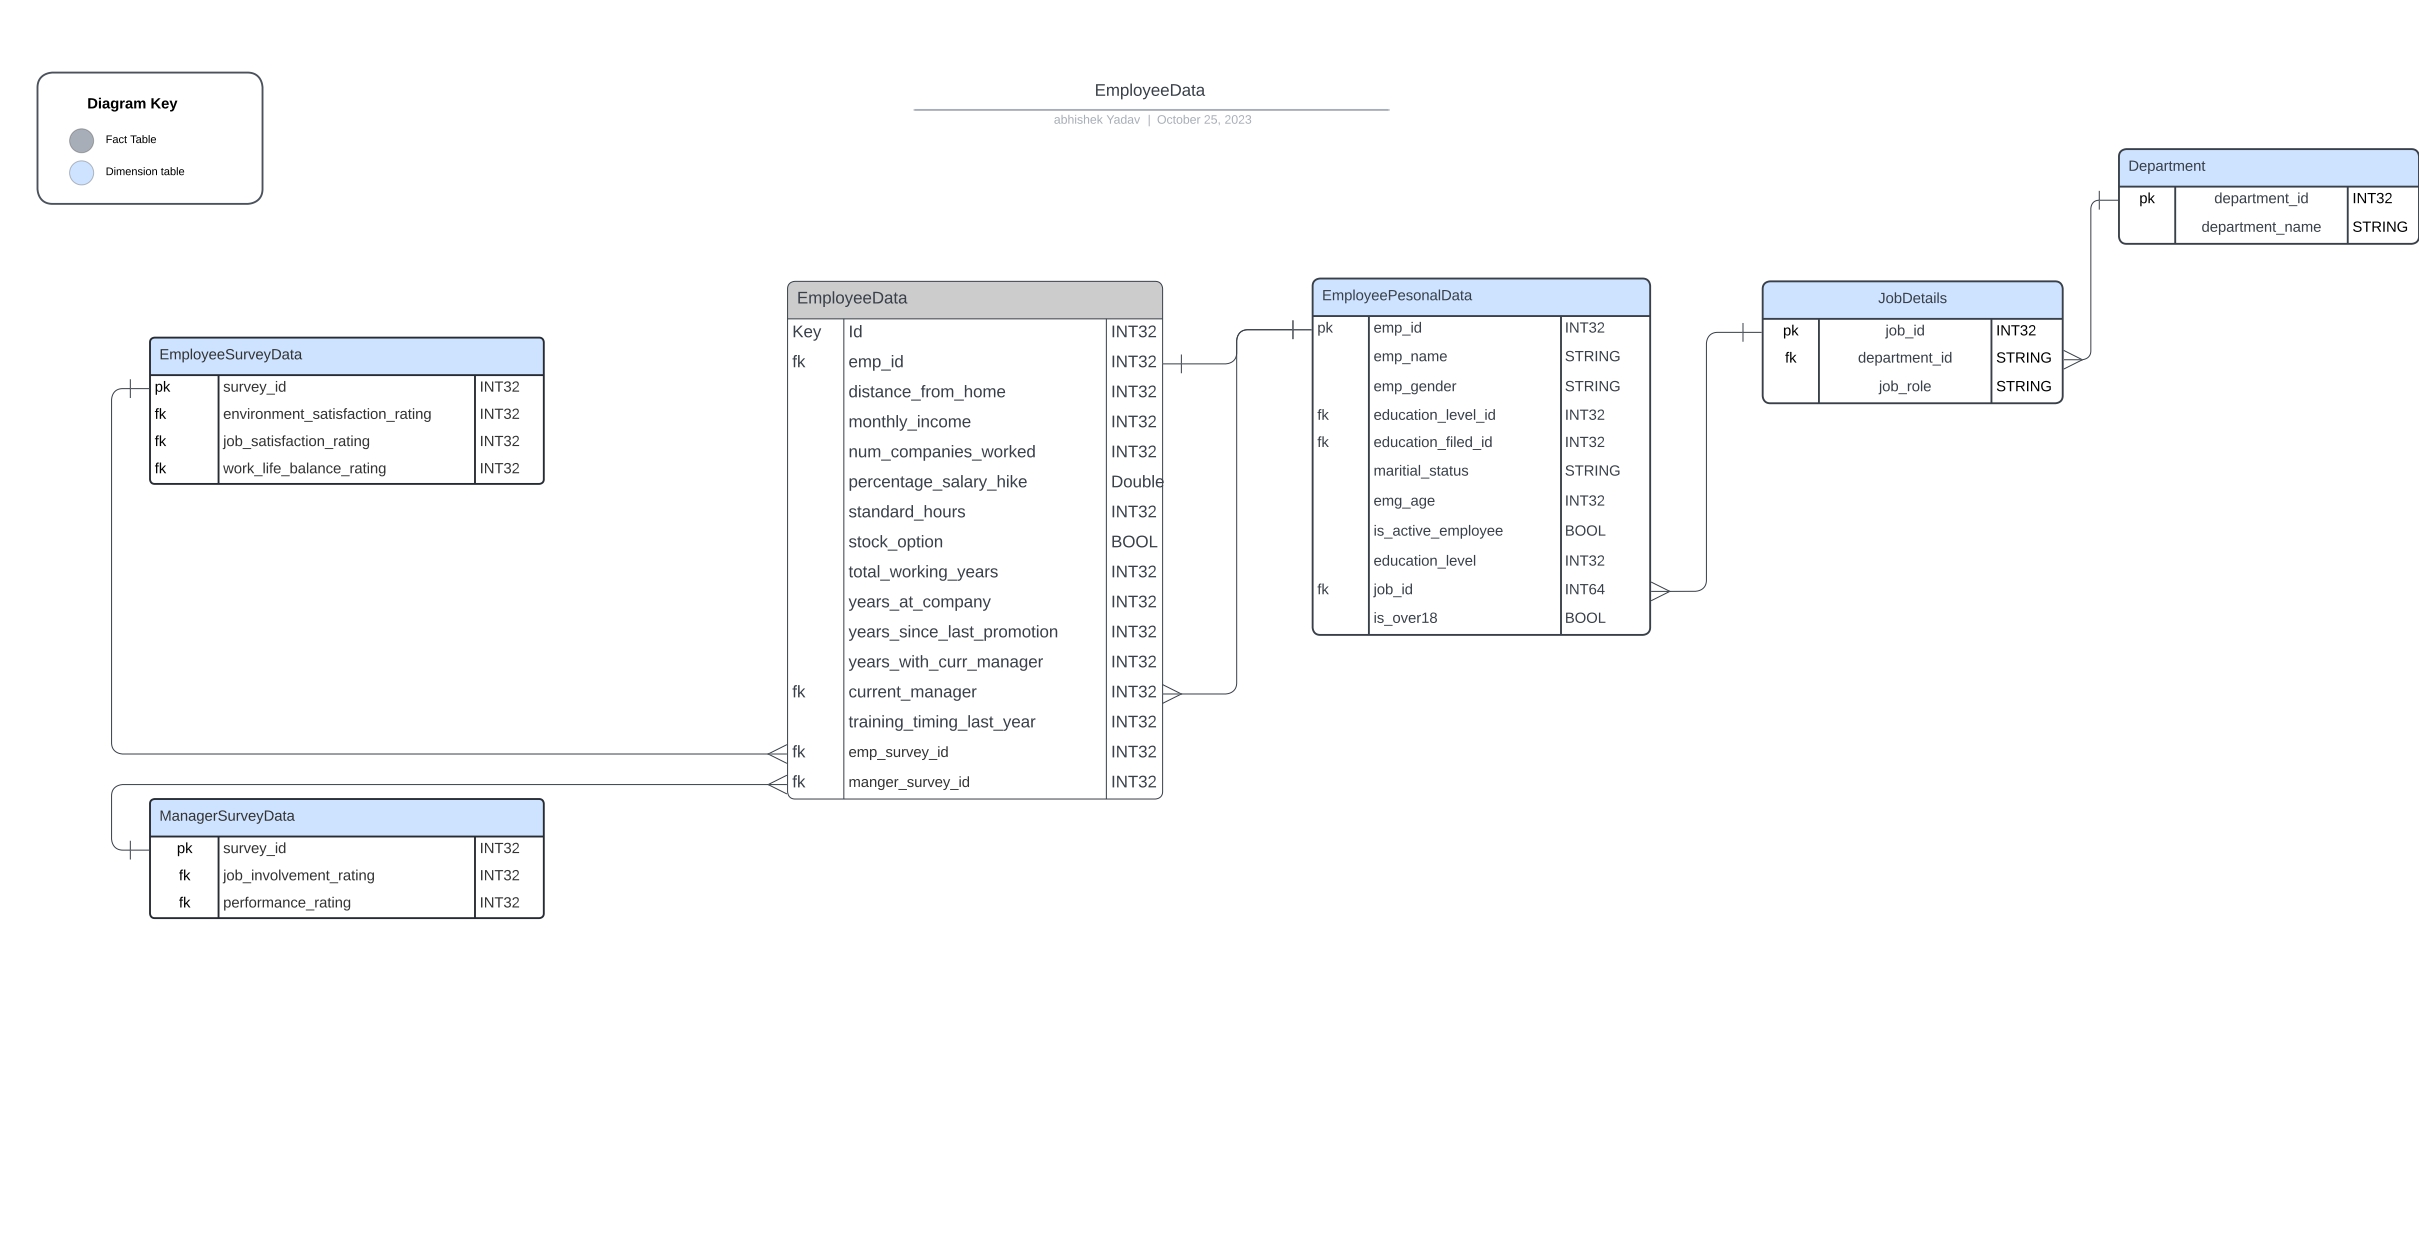 Diagram Key
Fact Table
Dimension table
EmployeeData
abhishek Yadav | October 25, 2023
Department
pk department_id INT32
department_name STRING
EmployeeSurveyData
pk survey_id INT32
fk environment_satisfaction_rating INT32
fk job_satisfaction_rating INT32
fk work_life_balance_rating INT32
EmployeeData
Key Id INT32
fk emp_id INT32
distance_from_home INT32
monthly_income INT32
num_companies_worked INT32
percentage_salary_hike Double
standard_hours INT32
stock_option BOOL
total_working_years INT32
years_at_company INT32
years_since_last_promotion INT32
years_with_curr_manager INT32
fk current_manager INT32
training_timing_last_year INT32
fk emp_survey_id INT32
fk manger_survey_id INT32
EmployeePesonalData
pk emp_id INT32
emp_name STRING
emp_gender STRING
fk education_level_id INT32
fk education_filed_id INT32
maritial_status STRING
emg_age INT32
is_active_employee BOOL
education_level INT32
fk job_id INT64
is_over18 BOOL
JobDetails
pk job_id INT32
fk department_id STRING
job_role STRING
ManagerSurveyData
pk survey_id INT32
fk job_involvement_rating INT32
fk performance_rating INT32